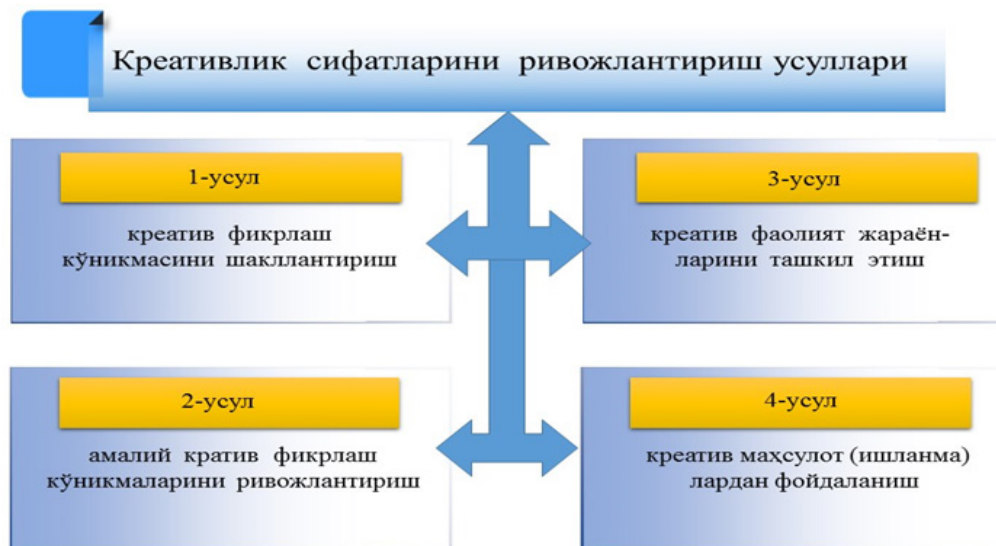 Креативлик сифатларини ривожлантириш усуллари
1-усул
креатив фикрлаш
кўникмасини шакллантириш
2-усул
амалий кратив фикрлаш
кўникмаларини ривожлантириш
3-усул
креатив фаолият жараён-
ларини ташкил этиш
4-усул
креатив маҳсулот (ишланма)
лардан фойдаланиш